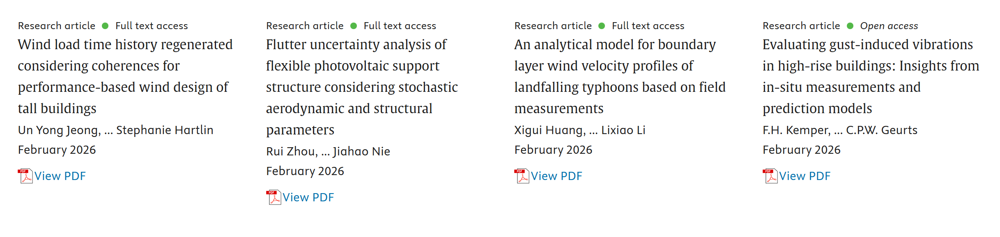 Research article Full text access
Wind load time history regenerated
considering coherences for
performance-based wind design of
tall buildings
Un Yong Jeong, ... Stephanie Hartlin
February 2026
PDF
View PDF
Research article Full text access
Flutter uncertainty analysis of
flexible photovoltaic support
structure considering stochastic
aerodynamic and structural
parameters
Rui Zhou, ... Jiahao Nie
February 2026
PDF
View PDF
Research article Full text access
An analytical model for boundary
layer wind velocity profiles of
landfalling typhoons based on field
measurements
Xigui Huang, ... Lixiao Li
February 2026
PDF
View PDF
Research article Open access
Evaluating gust-induced vibrations
in high-rise buildings: Insights from
in-situ measurements and
prediction models
F.H. Kemper, ... C.P.W. Geurts
February 2026
PDF
View PDF